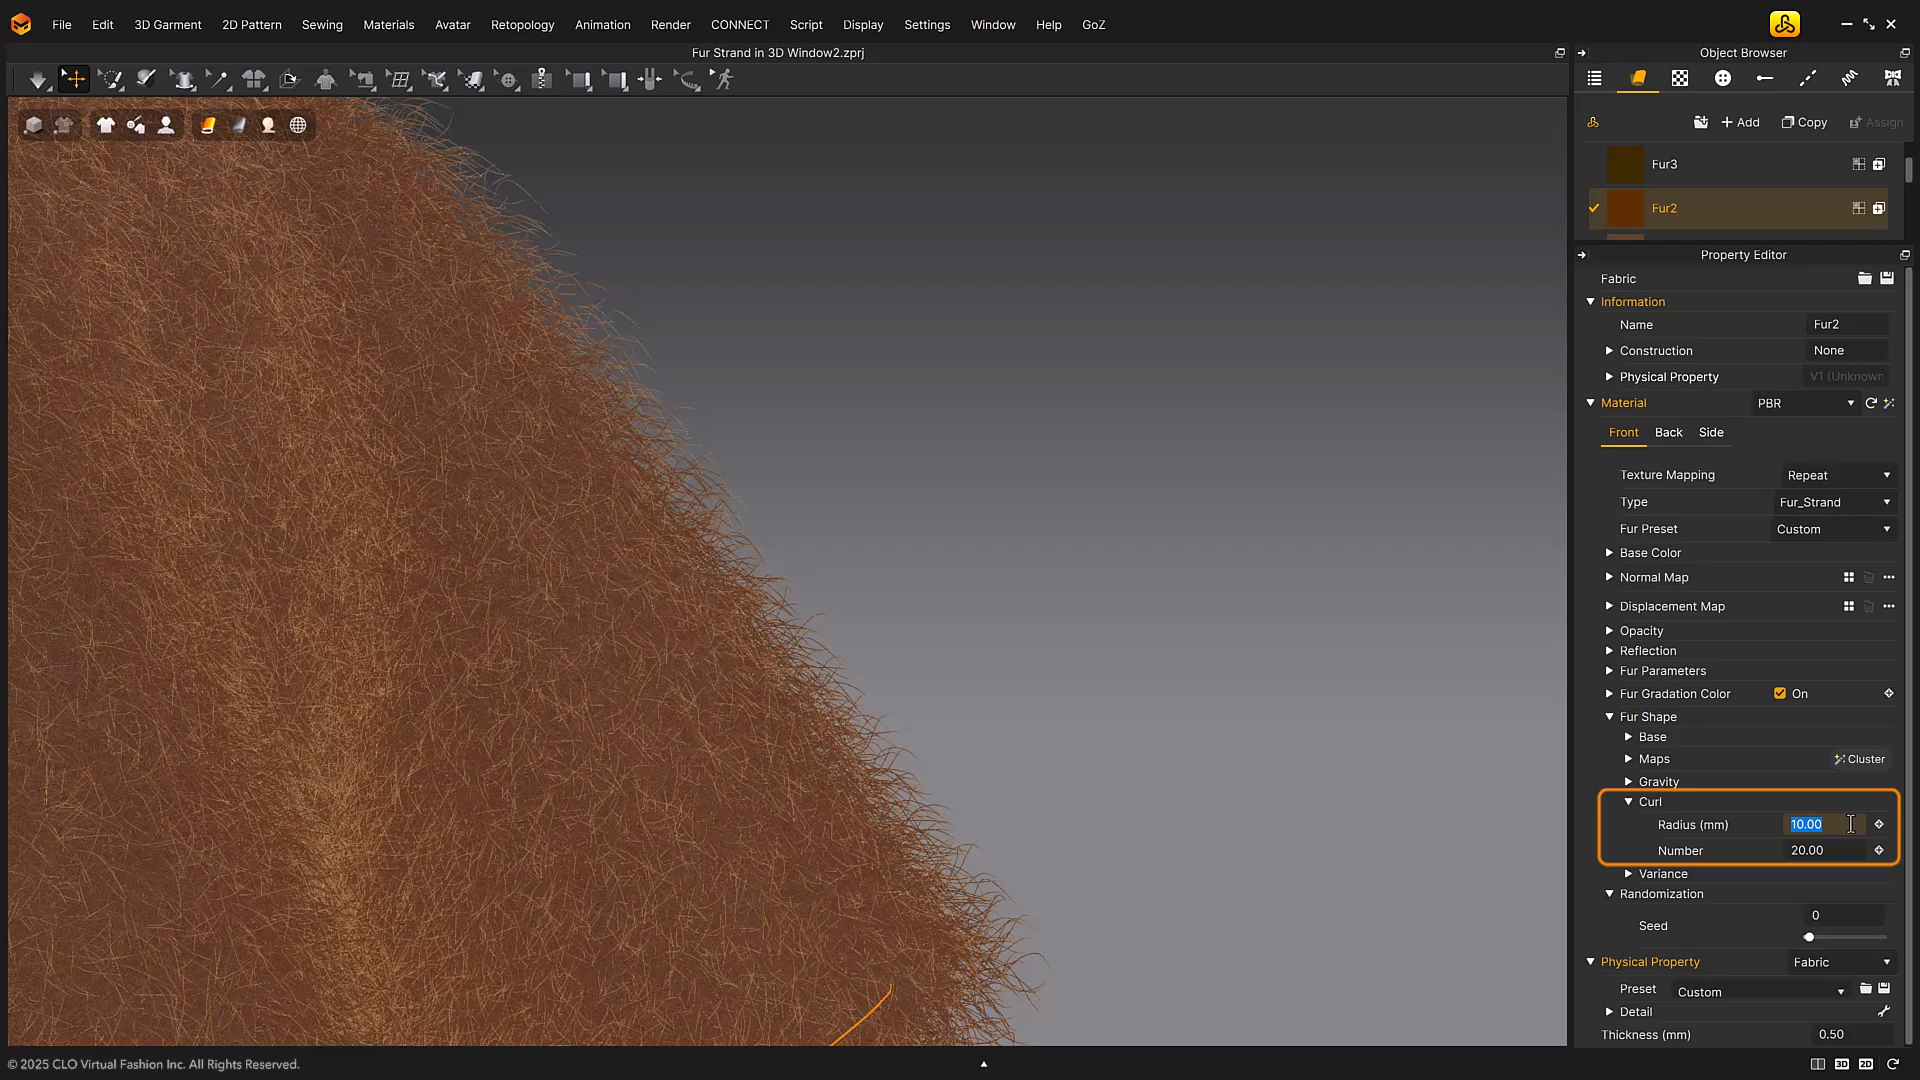 File Edit 3D Garment 2D Pattern Sewing Materials Avatar Retopology Animation Render CONNECT Script Display Settings Window Help GoZ
Fur Strand in 3D Window2.zprj
Object Browser
Add Copy Assign
Fur3
Fur2
Property Editor
Fabric
Information
Name Fur2
Construction None
Physical Property V1 (Unknown
Material PBR
Front Back Side
Texture Mapping Repeat
Type Fur_Strand
Fur Preset Custom
Base Color
Normal Map
Displacement Map
Opacity
Reflection
Fur Parameters
Fur Gradation Color On
Fur Shape
Base
Maps Cluster
Gravity
Curl
Radius (mm) 10.00
Number 20.00
Variance
Randomization
Seed 0
Physical Property Fabric
Preset Custom
Detail
Thickness (mm) 0.50
© 2025 CLO Virtual Fashion Inc. All Rights Reserved.
3D 2D